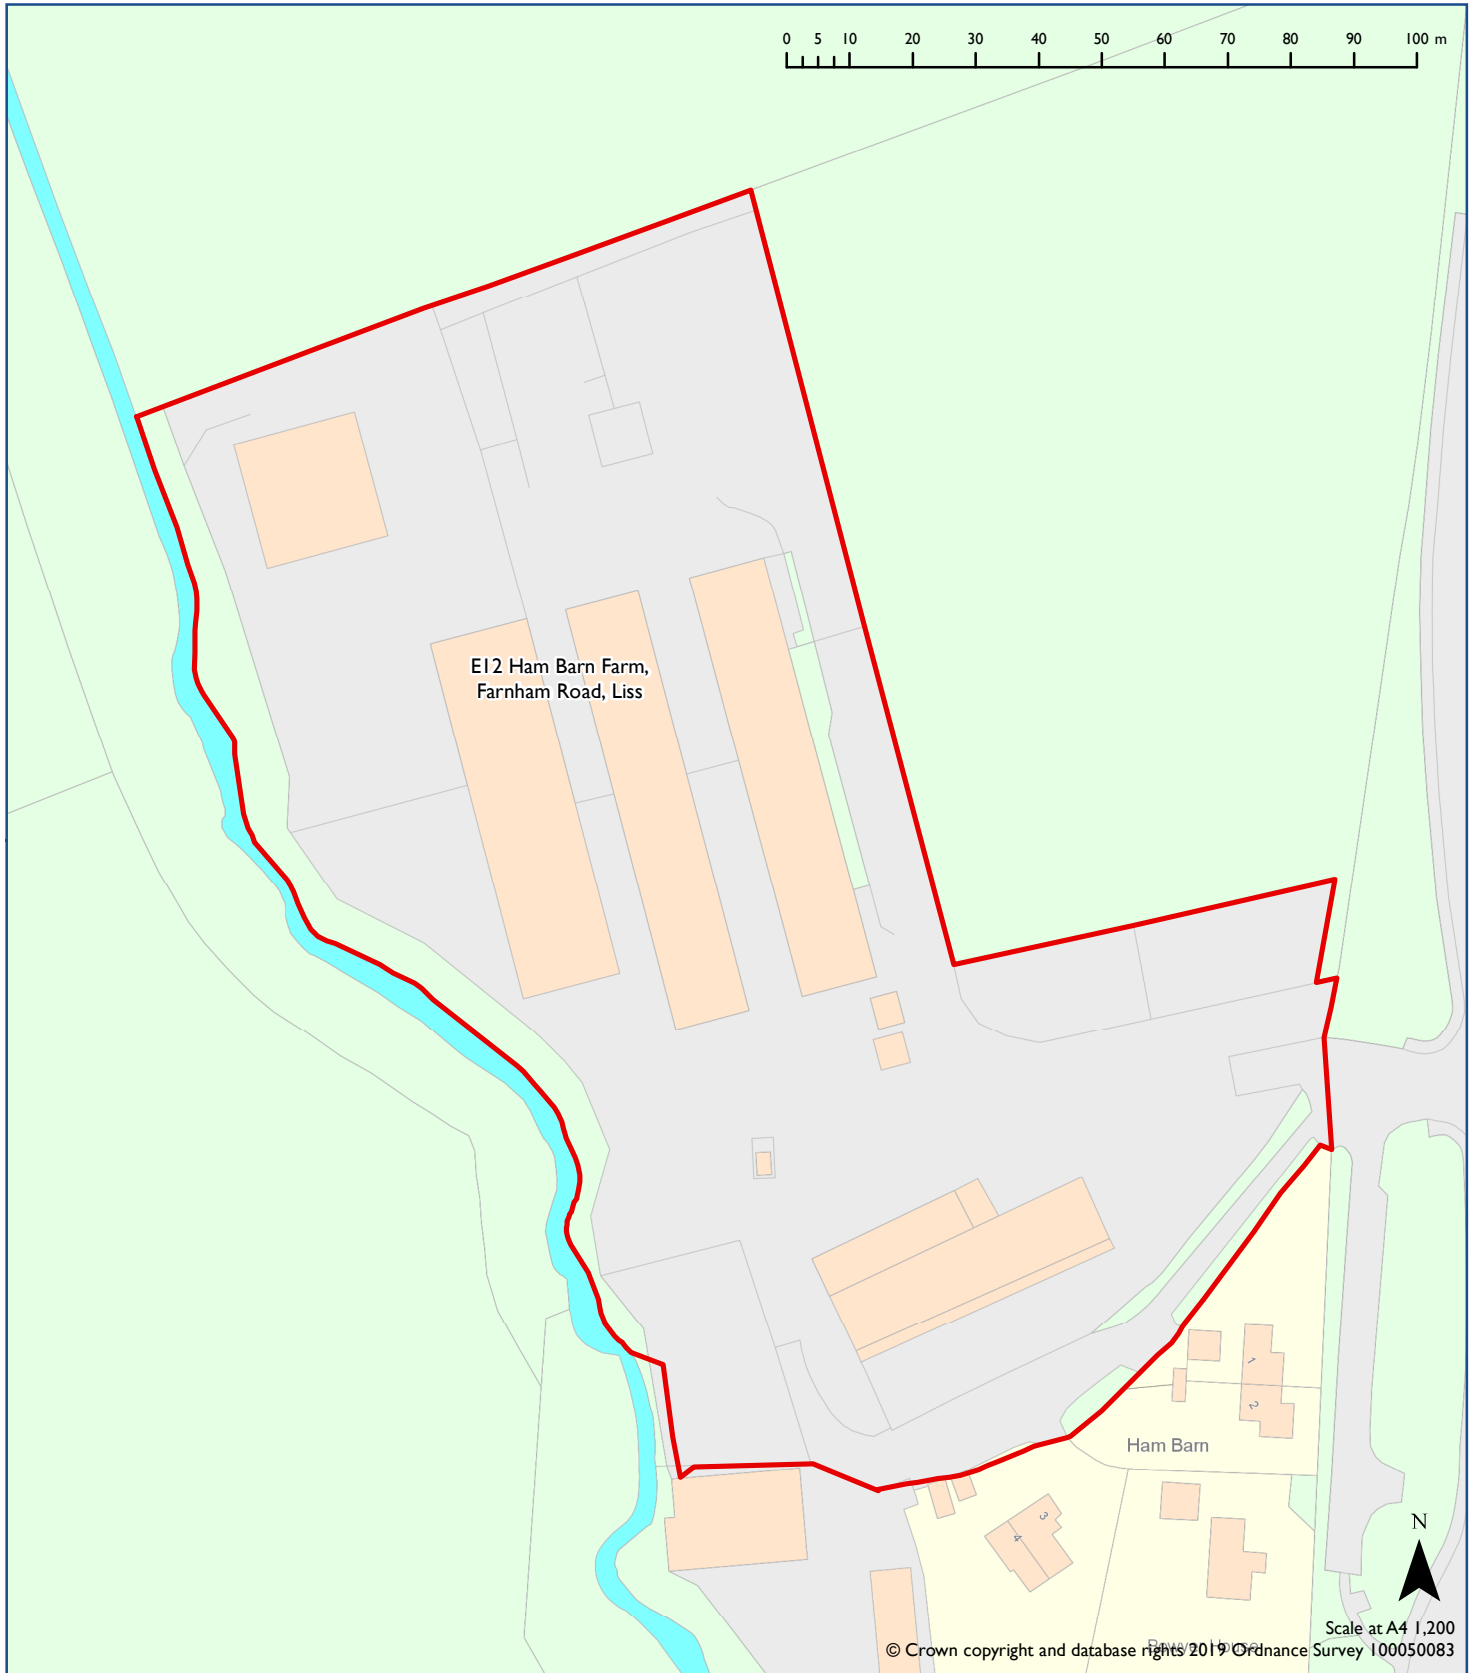 0 5 10 20 30 40 50 60 70 80 90 100 m
E12 Ham Barn Farm,
Farnham Road, Liss
1
2
Ham Barn
3
4
N
Scale at A4 1,200
Bowyer House
© Crown copyright and database rights 2019 Ordnance Survey 100050083